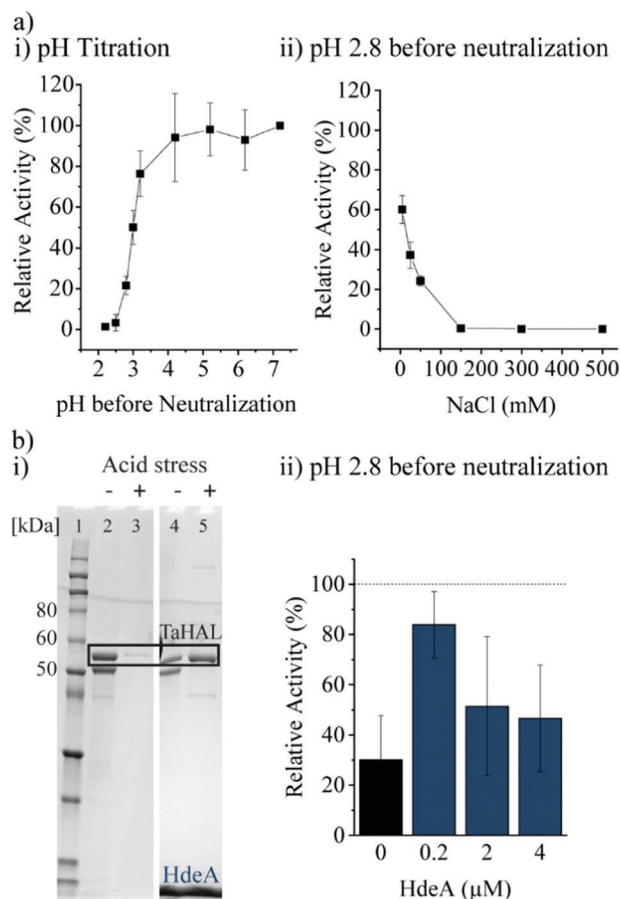 a)
i) pH Titration
ii) pH 2.8 before neutralization
Relative Activity (%)
120
100
80
60
40
20
0
2 3 4 5 6 7
pH before Neutralization
Relative Activity (%)
120
100
80
60
40
20
0
0 100 200 300 400 500
NaCl (mM)
b)
i)
Acid stress
- + - +
[kDa] 1 2 3 4 5
80
60
50
TaHAL
HdeA
ii) pH 2.8 before neutralization
Relative Activity (%)
100
80
60
40
20
0
0 0.2 2 4
HdeA (µM)